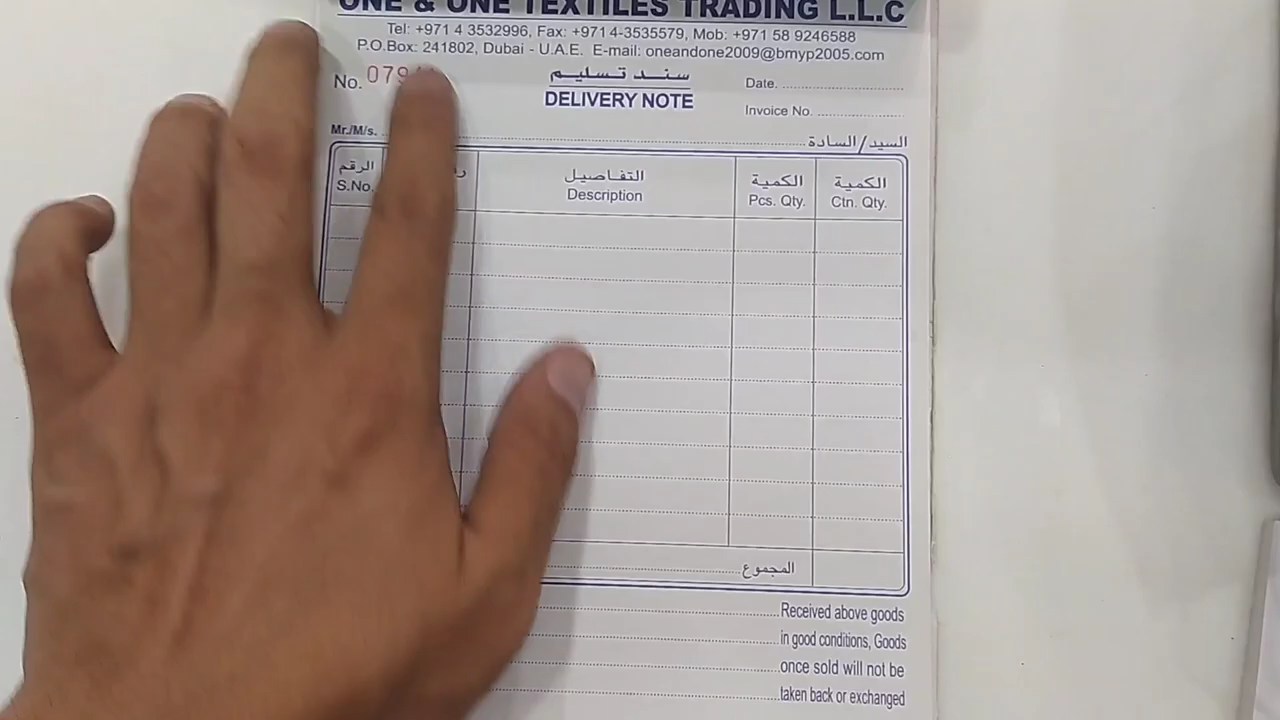 ONE & ONE TEXTILES TRADING L.L.C
Tel: +971 4 3532996, Fax: +971 4-3535579, Mob: +971 58 9246588
P.O.Box: 241802, Dubai - U.A.E. E-mail: oneandone2009@bmyp2005.com
No.
سند تسليم
DELIVERY NOTE
Date.
Invoice No.
Mr./M/s. السيد/السادة
الرقم التفاصيل الكمية الكمية
S.No. Description Pcs. Qty. Ctn. Qty.
المجموع
Received above goods
in good conditions, Goods
once sold will not be
taken back or exchanged